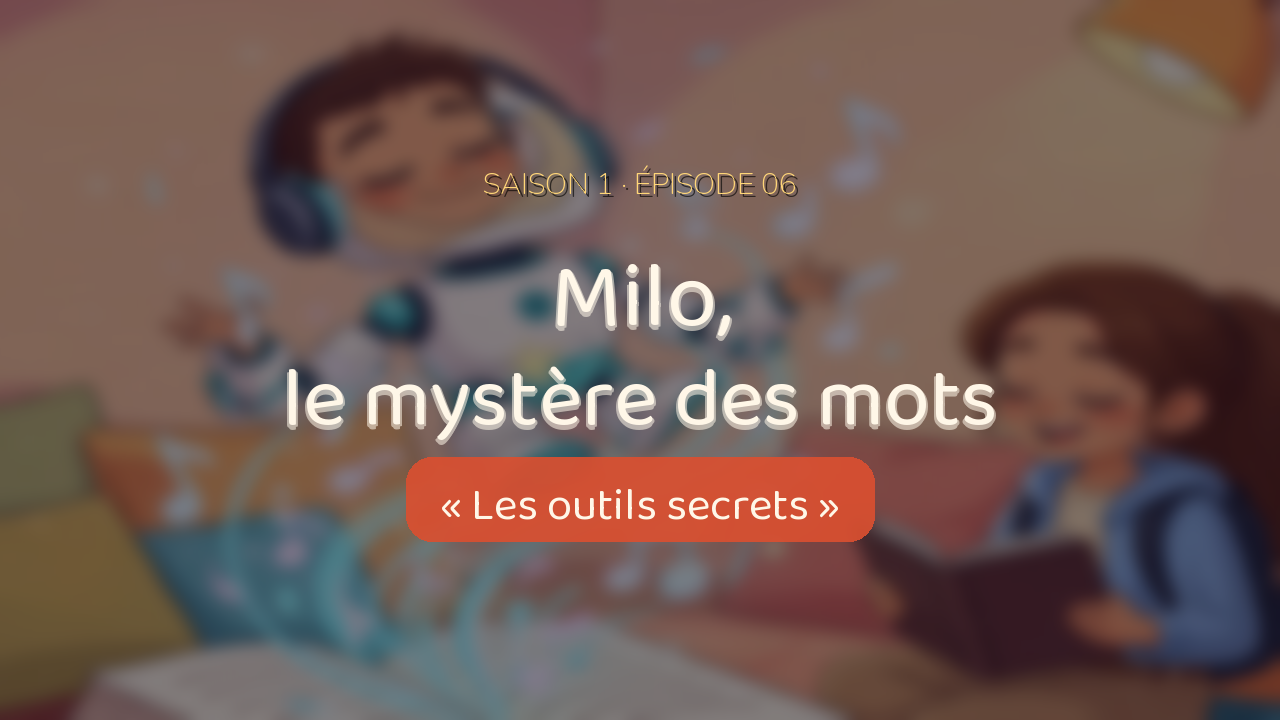 SAISON 1 · ÉPISODE 06
Milo,
le mystère des mots
« Les outils secrets »